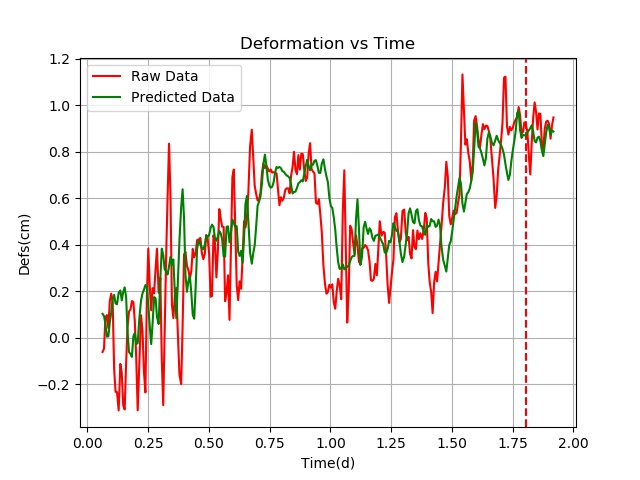 Deformation vs Time
Raw Data
Predicted Data
1.2
1.0
0.8
0.6
0.4
0.2
0.0
−0.2
Defs(cm)
0.00 0.25 0.50 0.75 1.00 1.25 1.50 1.75 2.00
Time(d)